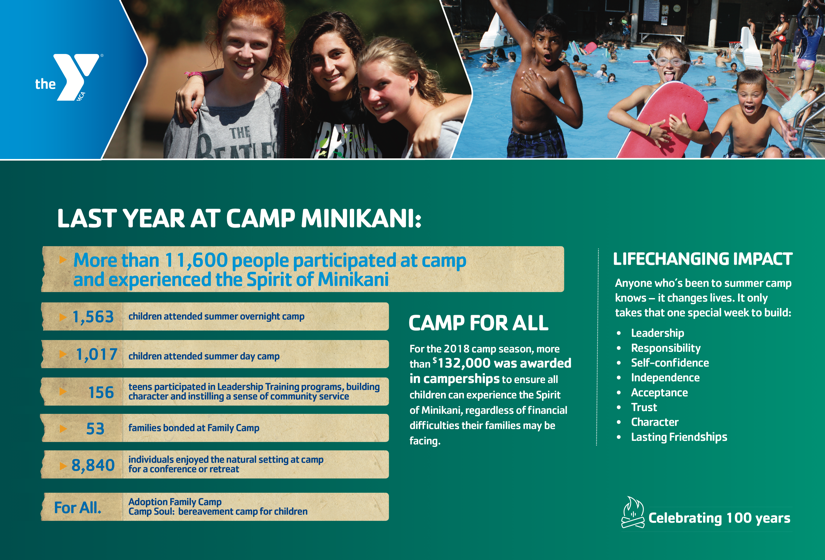 the
YMCA
THE
BEATLES
LAST YEAR AT CAMP MINIKANI:
More than 11,600 people participated at camp
and experienced the Spirit of Minikani
1,563 children attended summer overnight camp
1,017 children attended summer day camp
156 teens participated in Leadership Training programs, building
character and instilling a sense of community service
53 families bonded at Family Camp
8,840 individuals enjoyed the natural setting at camp
for a conference or retreat
For All. Adoption Family Camp
Camp Soul: bereavement camp for children
CAMP FOR ALL
For the 2018 camp season, more
than $132,000 was awarded
in camperships to ensure all
children can experience the Spirit
of Minikani, regardless of financial
difficulties their families may be
facing.
LIFECHANGING IMPACT
Anyone who's been to summer camp
knows – it changes lives. It only
takes that one special week to build:
• Leadership
• Responsibility
• Self-confidence
• Independence
• Acceptance
• Trust
• Character
• Lasting Friendships
Celebrating 100 years